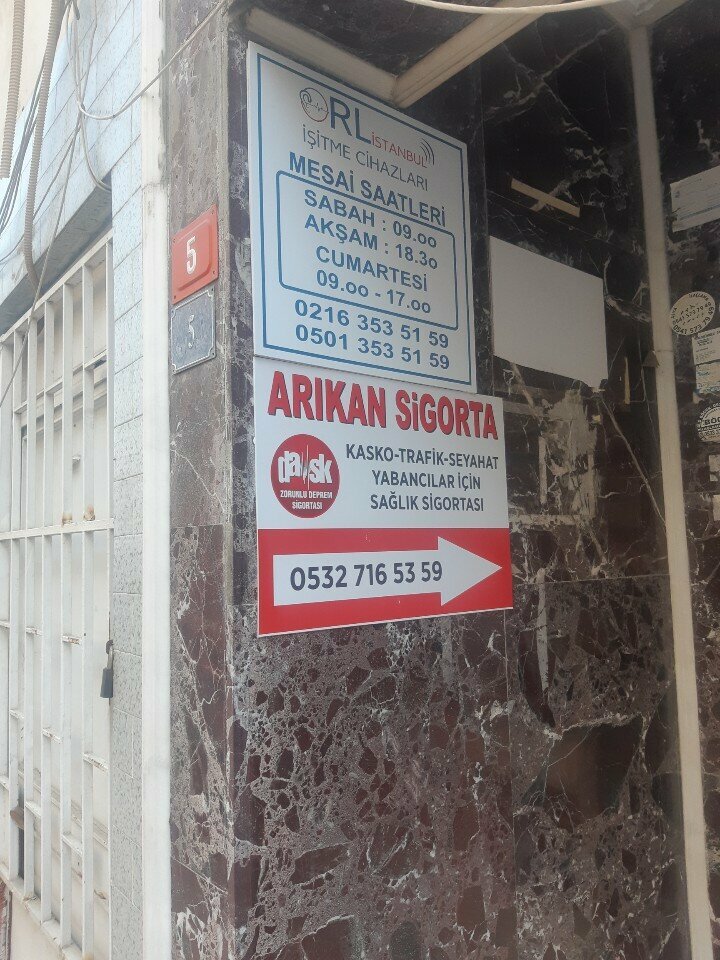 ORL İSTANBUL
İŞİTME CİHAZLARI
MESAİ SAATLERİ
SABAH : 09.oo
AKŞAM : 18.3o
CUMARTESİ
09.oo - 17.oo
0216 353 51 59
0501 353 51 59
5
5
ARIKAN SiGORTA
dask
ZORUNLU DEPREM
SİGORTASI
KASKO-TRAFİK-SEYAHAT
YABANCILAR İÇİN
SAĞLIK SİGORTASI
0532 716 53 59